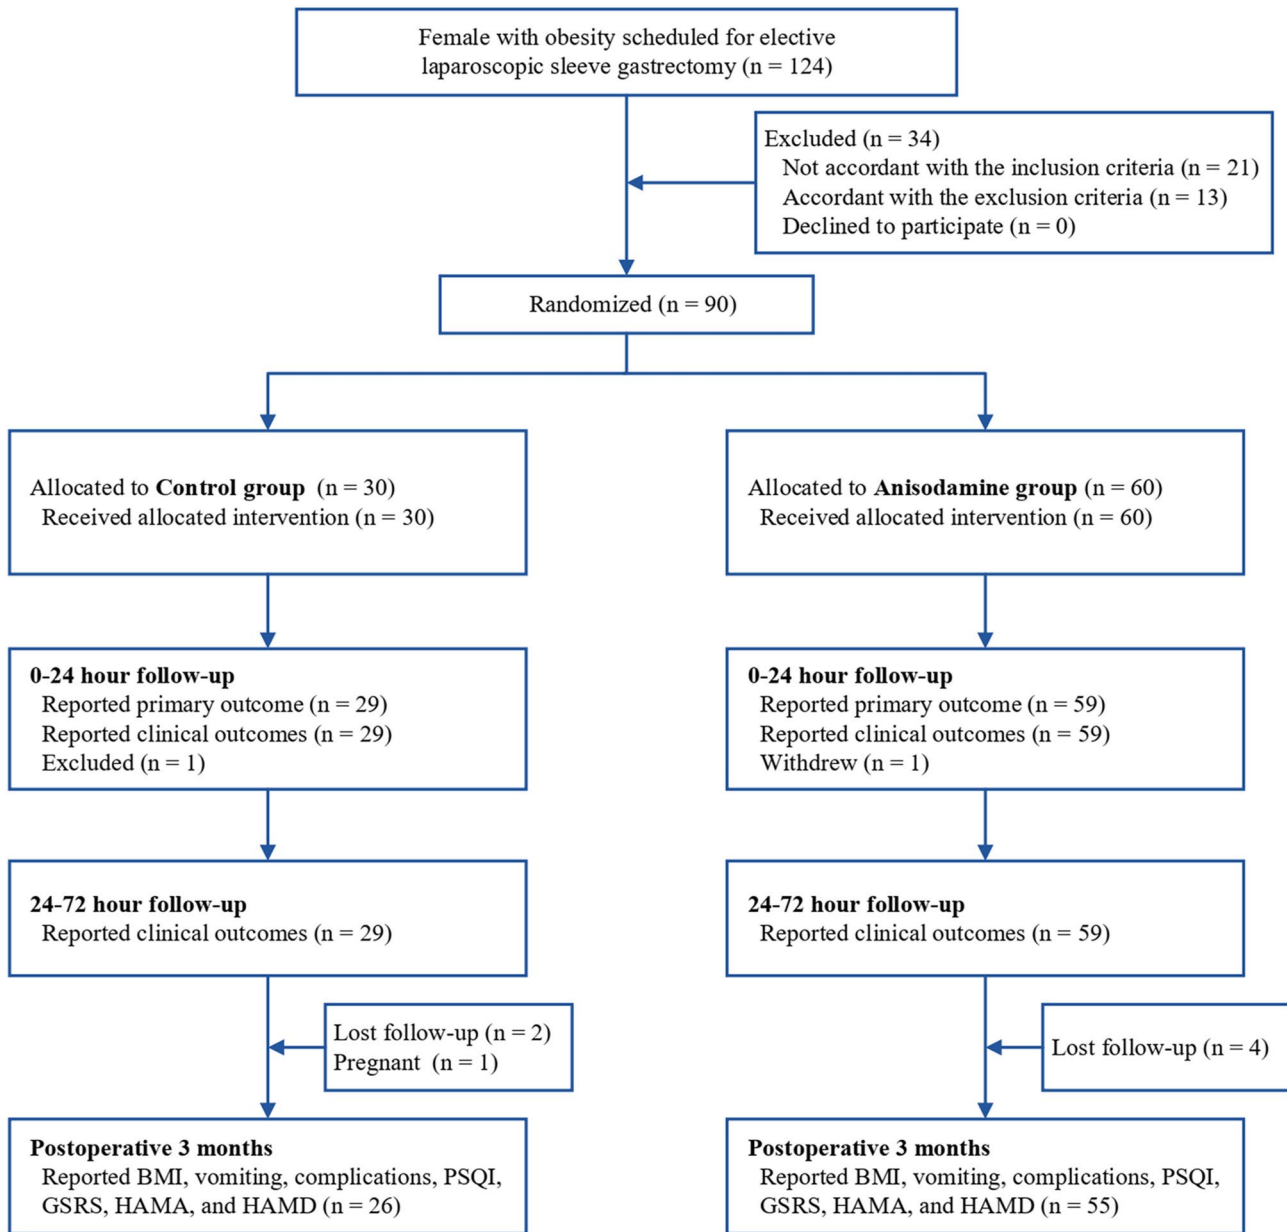 Female with obesity scheduled for elective
laparoscopic sleeve gastrectomy (n = 124)
Excluded (n = 34)
Not accordant with the inclusion criteria (n = 21)
Accordant with the exclusion criteria (n = 13)
Declined to participate (n = 0)
Randomized (n = 90)
Allocated to Control group (n = 30)
Received allocated intervention (n = 30)
Allocated to Anisodamine group (n = 60)
Received allocated intervention (n = 60)
0-24 hour follow-up
Reported primary outcome (n = 29)
Reported clinical outcomes (n = 29)
Excluded (n = 1)
0-24 hour follow-up
Reported primary outcome (n = 59)
Reported clinical outcomes (n = 59)
Withdrew (n = 1)
24-72 hour follow-up
Reported clinical outcomes (n = 29)
24-72 hour follow-up
Reported clinical outcomes (n = 59)
Lost follow-up (n = 2)
Pregnant (n = 1)
Lost follow-up (n = 4)
Postoperative 3 months
Reported BMI, vomiting, complications, PSQI,
GSRS, HAMA, and HAMD (n = 26)
Postoperative 3 months
Reported BMI, vomiting, complications, PSQI,
GSRS, HAMA, and HAMD (n = 55)